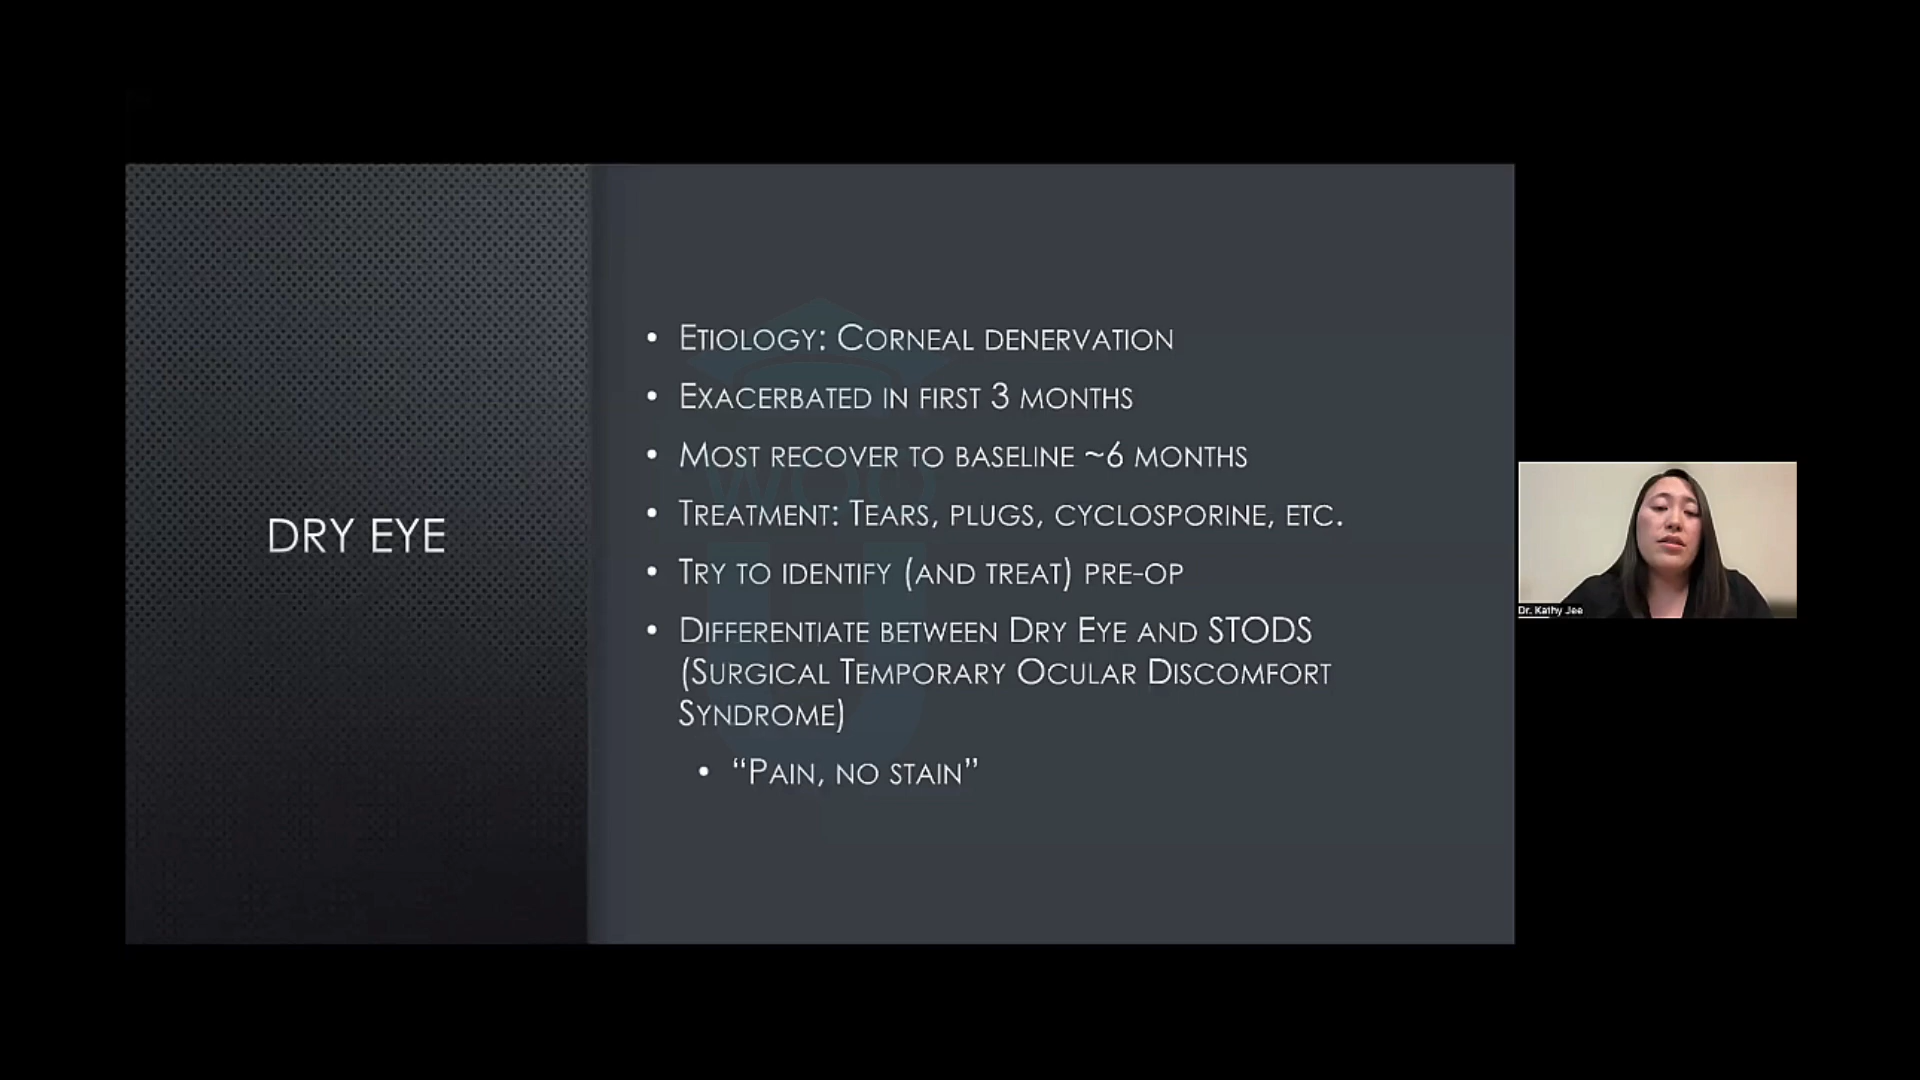 DRY EYE
• ETIOLOGY: CORNEAL DENERVATION
• EXACERBATED IN FIRST 3 MONTHS
• MOST RECOVER TO BASELINE ~6 MONTHS
• TREATMENT: TEARS, PLUGS, CYCLOSPORINE, ETC.
• TRY TO IDENTIFY (AND TREAT) PRE-OP
• DIFFERENTIATE BETWEEN DRY EYE AND STODS
(SURGICAL TEMPORARY OCULAR DISCOMFORT
SYNDROME)
• “PAIN, NO STAIN”
WOO
U
Dr. Kathy Jee